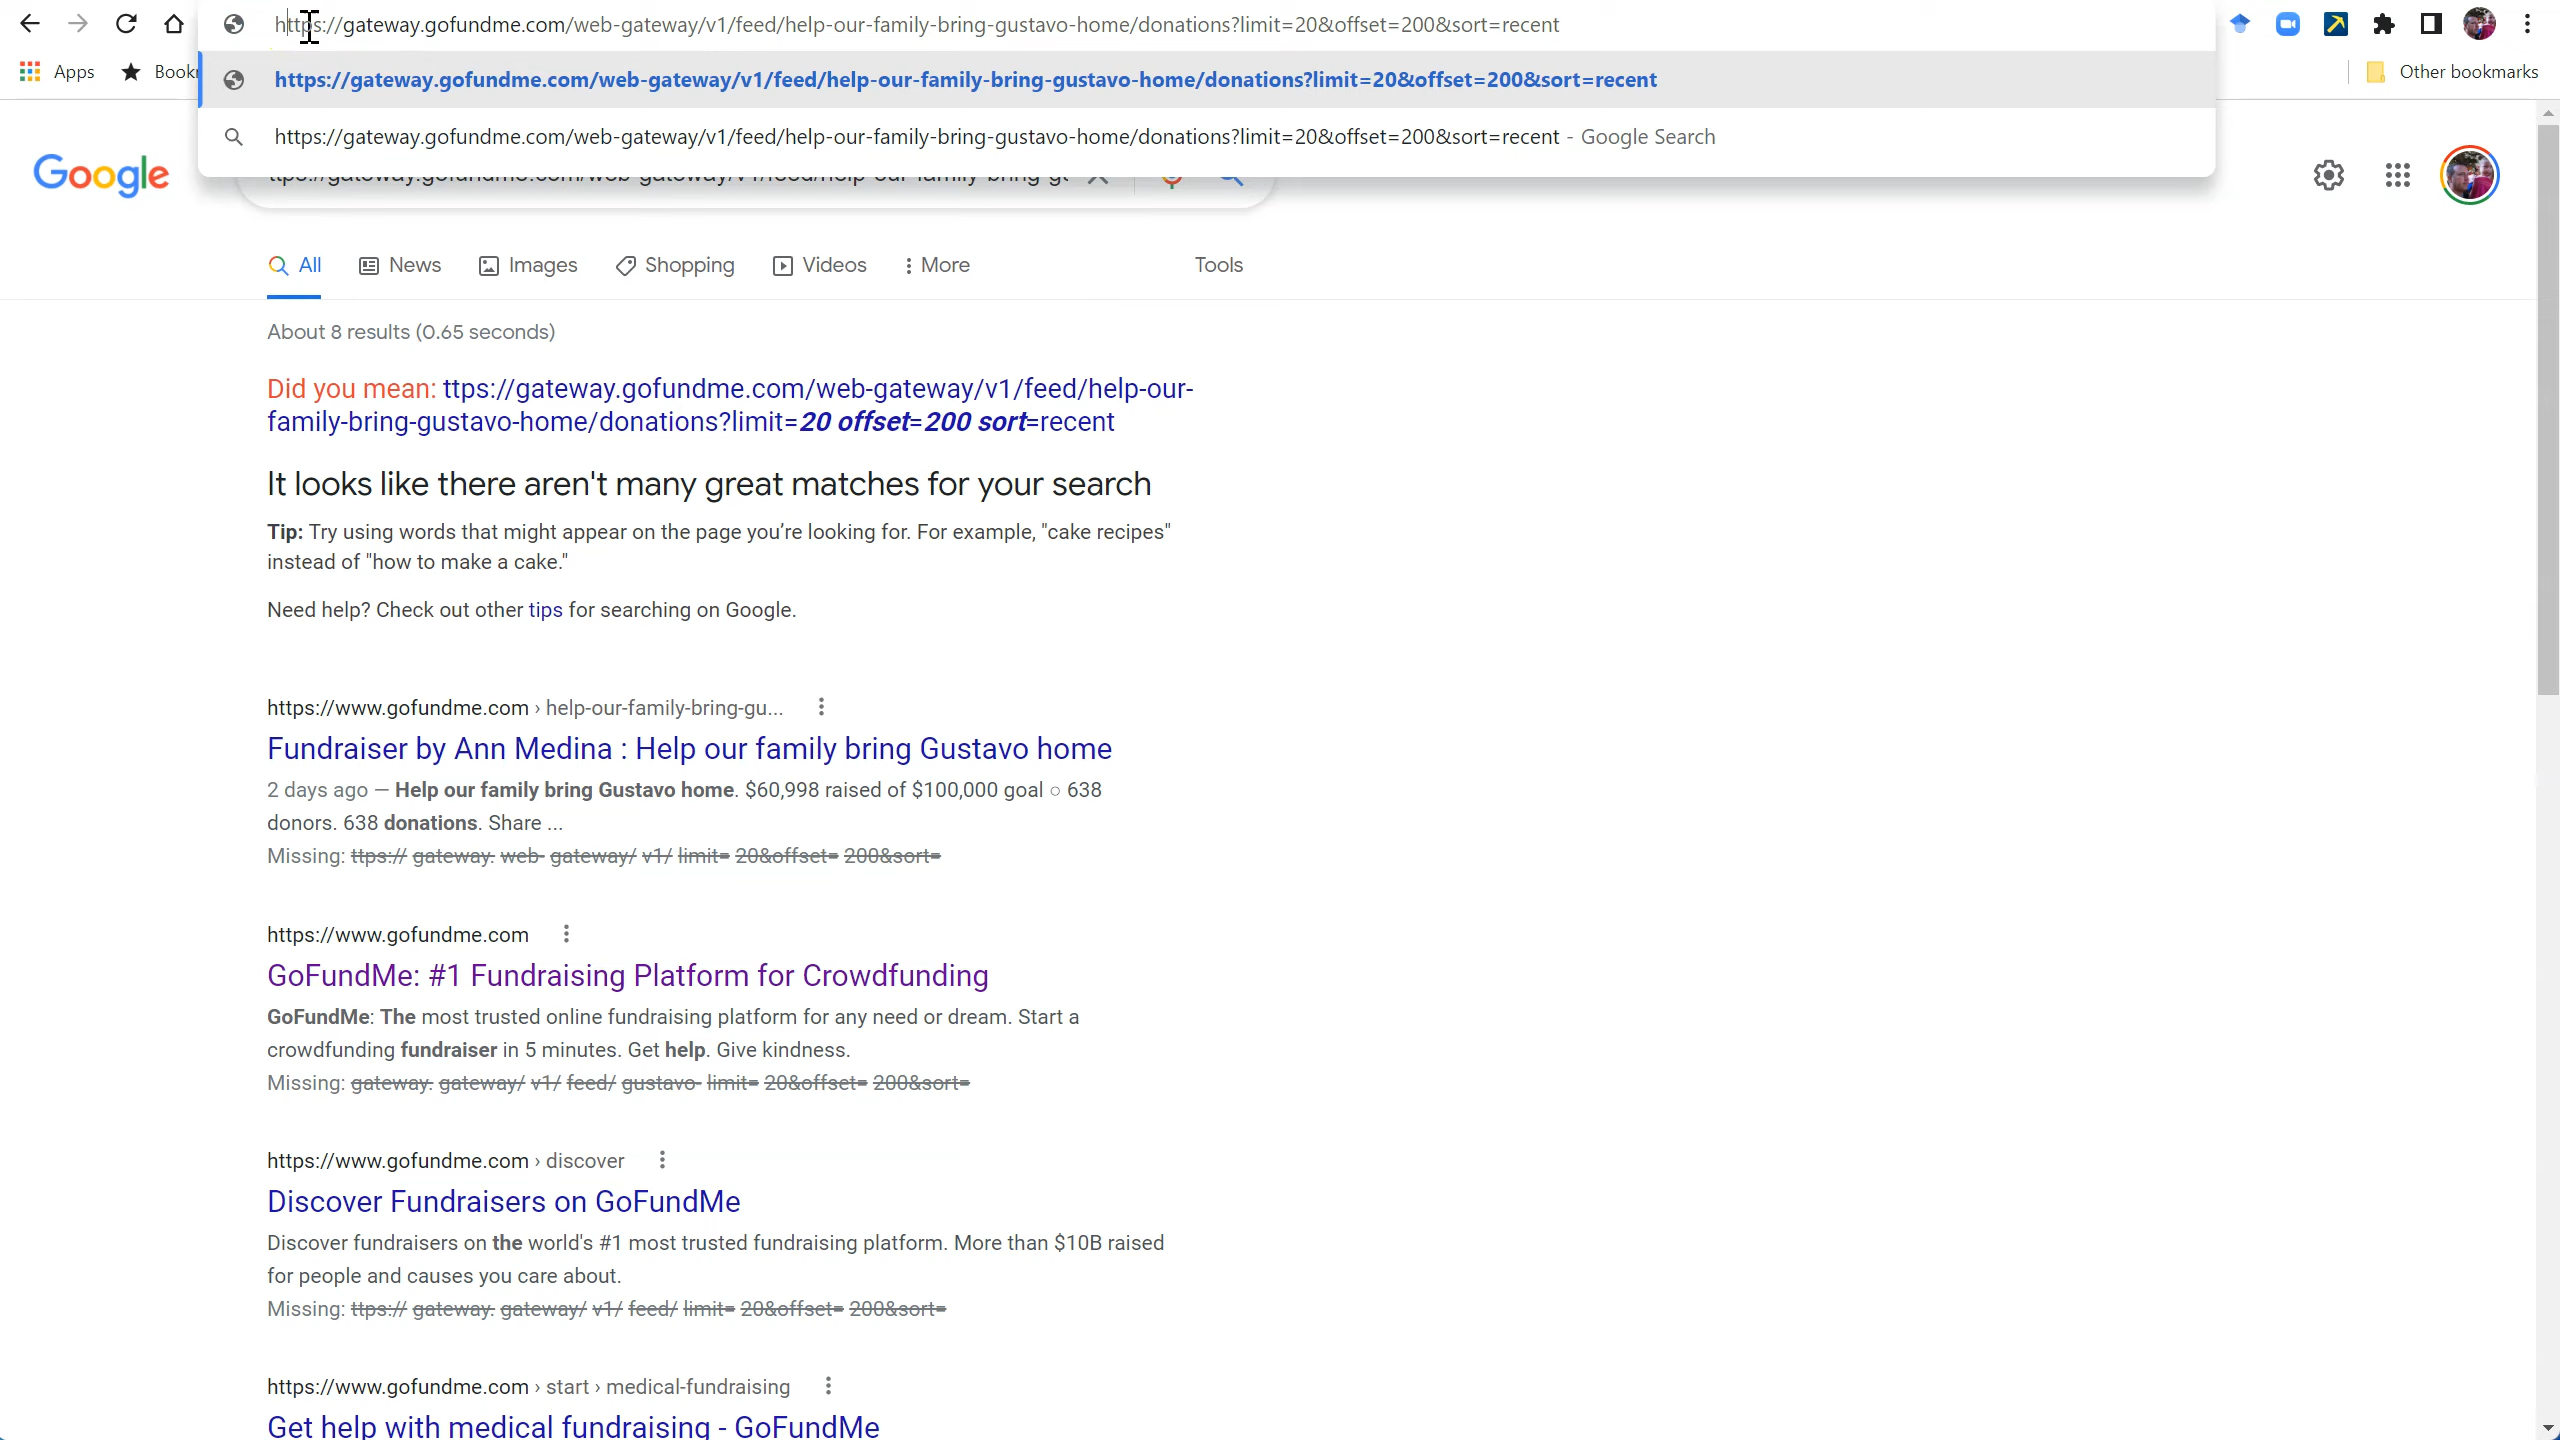 https://gateway.gofundme.com/web-gateway/v1/feed/help-our-family-bring-gustavo-home/donations?limit=20&offset=200&sort=recent
Apps
https://gateway.gofundme.com/web-gateway/v1/feed/help-our-family-bring-gustavo-home/donations?limit=20&offset=200&sort=recent
Other bookmarks
https://gateway.gofundme.com/web-gateway/v1/feed/help-our-family-bring-gustavo-home/donations?limit=20&offset=200&sort=recent - Google Search
Google
All News Images Shopping Videos More Tools
About 8 results (0.65 seconds)
Did you mean: ttps://gateway.gofundme.com/web-gateway/v1/feed/help-our-
family-bring-gustavo-home/donations?limit=20 offset=200 sort=recent
It looks like there aren't many great matches for your search
Tip: Try using words that might appear on the page you’re looking for. For example, "cake recipes"
instead of "how to make a cake."
Need help? Check out other tips for searching on Google.
https://www.gofundme.com › help-our-family-bring-gu...
Fundraiser by Ann Medina : Help our family bring Gustavo home
2 days ago — Help our family bring Gustavo home. $60,998 raised of $100,000 goal ○ 638
donors. 638 donations. Share ...
Missing: ttps:// gateway. web- gateway/ v1/ limit= 20&offset= 200&sort=
https://www.gofundme.com
GoFundMe: #1 Fundraising Platform for Crowdfunding
GoFundMe: The most trusted online fundraising platform for any need or dream. Start a
crowdfunding fundraiser in 5 minutes. Get help. Give kindness.
Missing: gateway. gateway/ v1/ feed/ gustavo- limit= 20&offset= 200&sort=
https://www.gofundme.com › discover
Discover Fundraisers on GoFundMe
Discover fundraisers on the world's #1 most trusted fundraising platform. More than $10B raised
for people and causes you care about.
Missing: ttps:// gateway. gateway/ v1/ feed/ limit= 20&offset= 200&sort=
https://www.gofundme.com › start › medical-fundraising
Get help with medical fundraising - GoFundMe